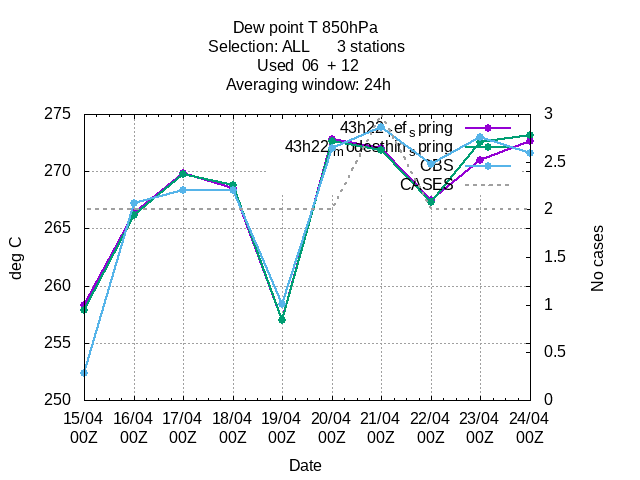 Dew point T 850hPa
Selection: ALL 3 stations
Used 06 + 12
Averaging window: 24h
275
270
265
260
255
250
3
2.5
2
1.5
1
0.5
0
CBS
CASES
deg C
No cases
15/04 16/04 17/04 18/04 19/04 20/04 21/04 22/04 23/04 24/04
00Z 00Z 00Z 00Z 00Z 00Z 00Z 00Z 00Z 00Z
Date